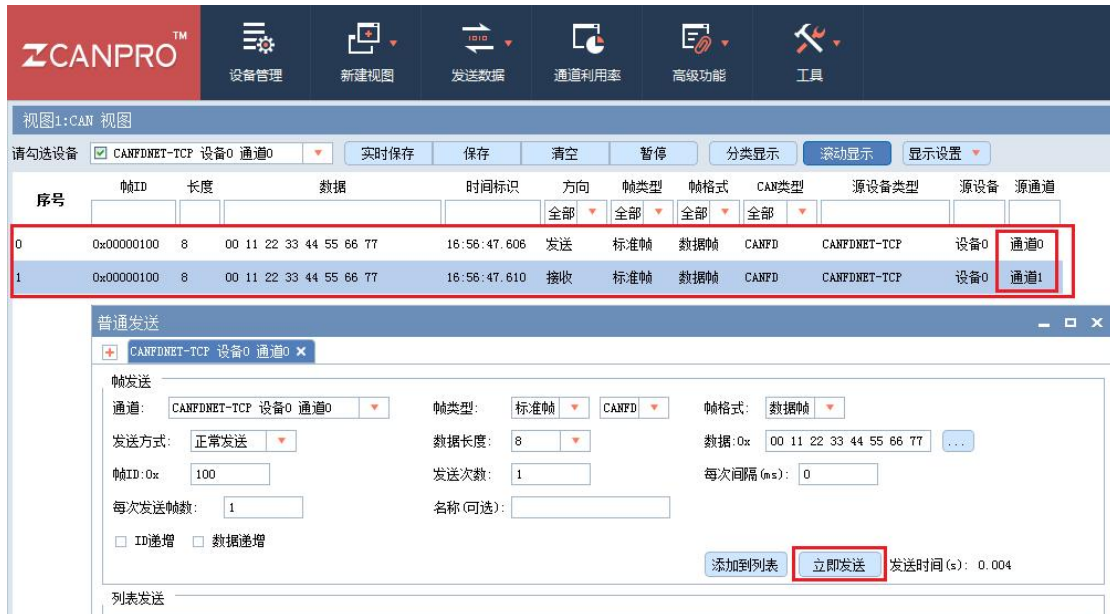 ZCANPRO™
设备管理 新建视图 发送数据 通道利用率 高级功能 工具
视图1:CAN 视图
请勾选设备 CANFDNET-TCP 设备0 通道0 实时保存 保存 清空 暂停 分类显示 滚动显示 显示设置
序号 帧ID 长度 数据 时间标识 方向 帧类型 帧格式 CAN类型 源设备类型 源设备 源通道
全部 全部 全部 全部
0 0x00000100 8 00 11 22 33 44 55 66 77 16:56:47.606 发送 标准帧 数据帧 CANFD CANFDNET-TCP 设备0 通道0
1 0x00000100 8 00 11 22 33 44 55 66 77 16:56:47.610 接收 标准帧 数据帧 CANFD CANFDNET-TCP 设备0 通道1
普通发送
CANFDNET-TCP 设备0 通道0
帧发送
通道: CANFDNET-TCP 设备0 通道0 帧类型: 标准帧 CANFD 帧格式: 数据帧
发送方式: 正常发送 数据长度: 8 数据:0x 00 11 22 33 44 55 66 77 ...
帧ID:0x 100 发送次数: 1 每次间隔(ms): 0
每次发送帧数: 1 名称(可选):
ID递增 数据递增
添加到列表 立即发送 发送时间(s): 0.004
列表发送